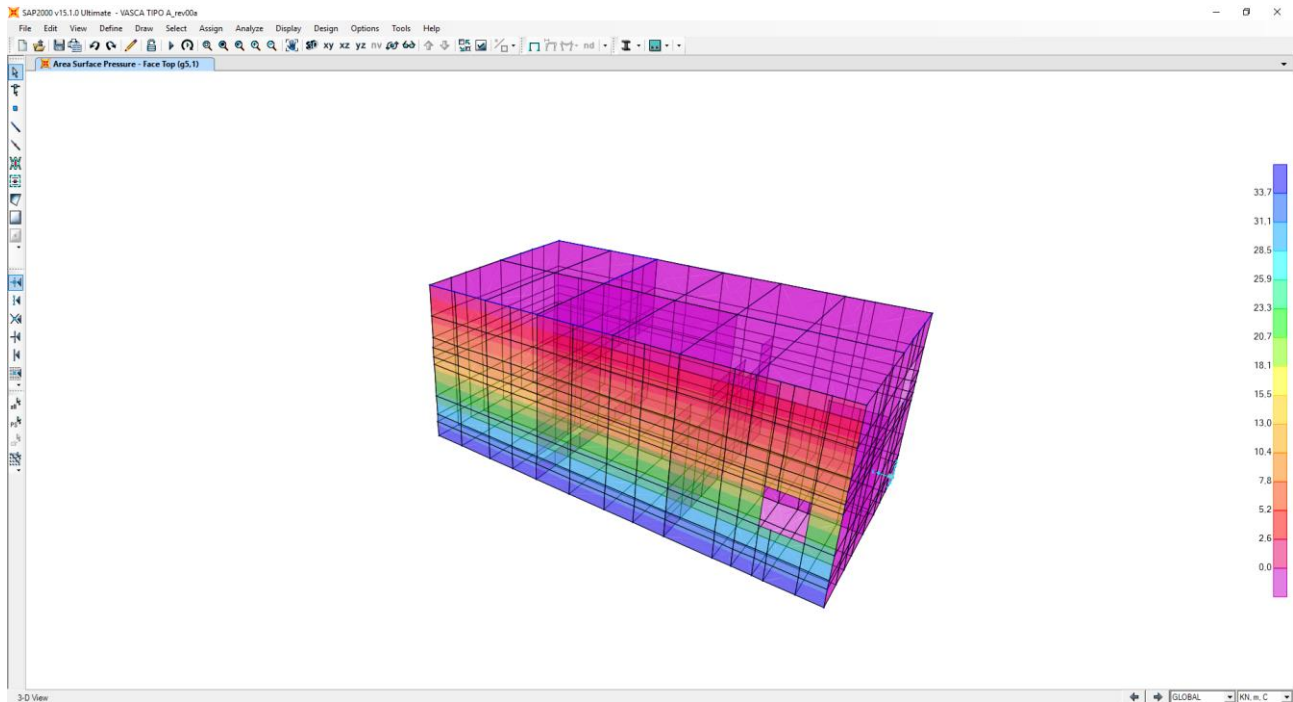 SAP2000 v15.1.0 Ultimate - VASCA TIPO A_rev00a
File Edit View Define Draw Select Assign Analyze Display Design Options Tools Help
xy xz yz nv nd
Area Surface Pressure - Face Top (g5,1)
33.7
31.1
28.5
25.9
23.3
20.7
18.1
15.5
13.0
10.4
7.8
5.2
2.6
0.0
3-D View
GLOBAL
KN, m, C